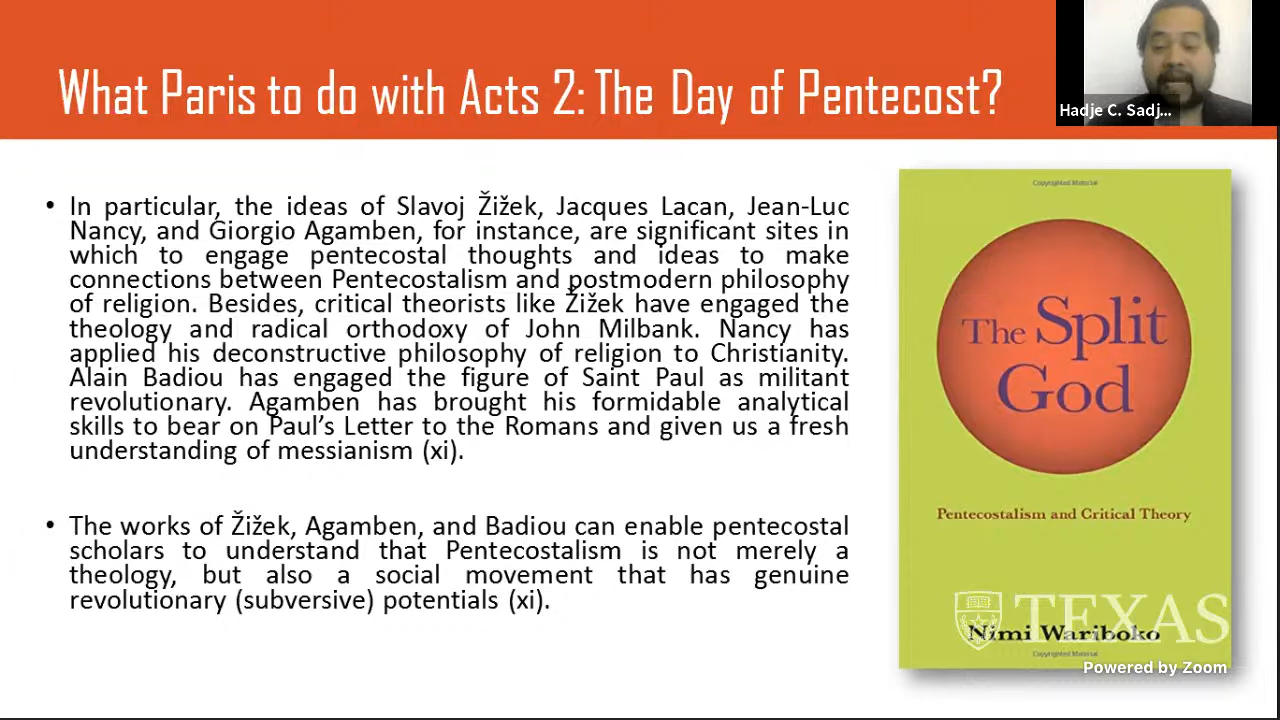 What Paris to do with Acts 2: The Day of Pentecost?
Hadje C. Sadj...
• In particular, the ideas of Slavoj Žižek, Jacques Lacan, Jean-Luc
Nancy, and Giorgio Agamben, for instance, are significant sites in
which to engage pentecostal thoughts and ideas to make
connections between Pentecostalism and postmodern philosophy
of religion. Besides, critical theorists like Žižek have engaged the
theology and radical orthodoxy of John Milbank. Nancy has
applied his deconstructive philosophy of religion to Christianity.
Alain Badiou has engaged the figure of Saint Paul as militant
revolutionary. Agamben has brought his formidable analytical
skills to bear on Paul's Letter to the Romans and given us a fresh
understanding of messianism (xi).
• The works of Žižek, Agamben, and Badiou can enable pentecostal
scholars to understand that Pentecostalism is not merely a
theology, but also a social movement that has genuine
revolutionary (subversive) potentials (xi).
Copyrighted Material
The Split
God
Pentecostalism and Critical Theory
TEXAS
Nimi Wariboko
Copyrighted Material
Powered by Zoom